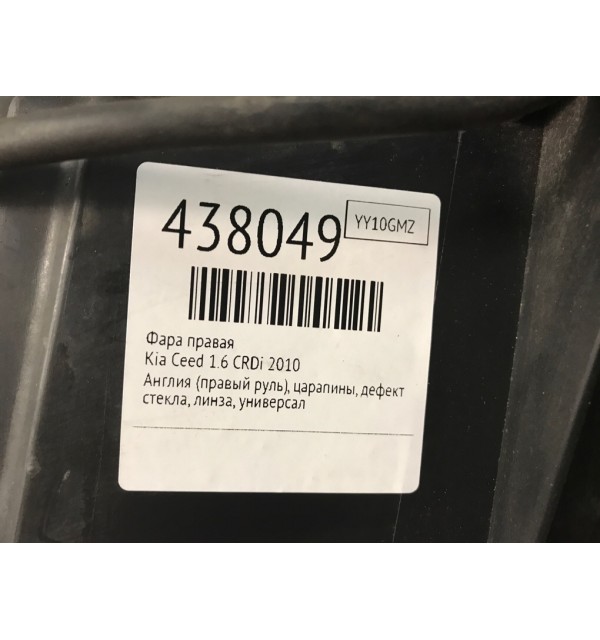 438049
YY10GMZ
Фара правая
Kia Ceed 1.6 CRDi 2010
Англия (правый руль), царапины, дефект
стекла, линза, универсал